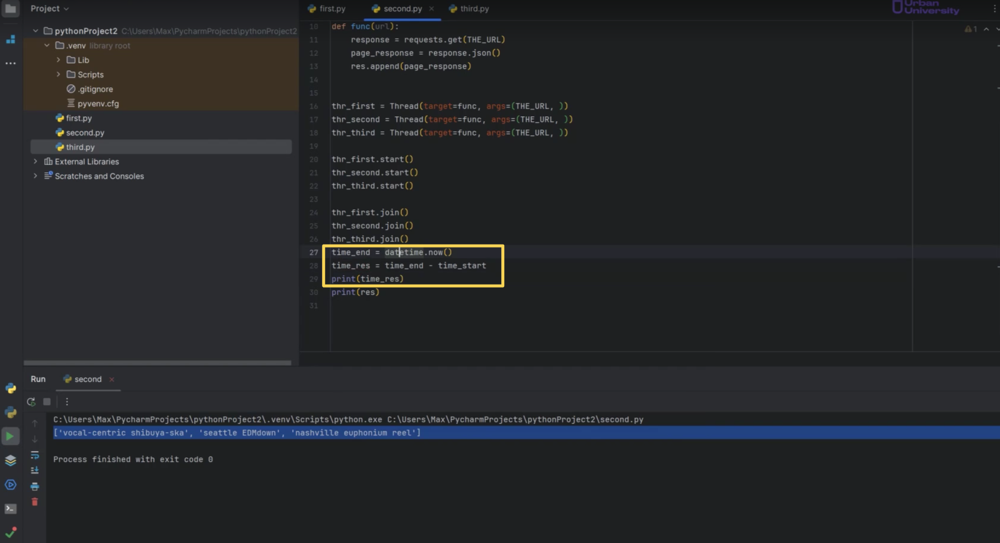 Project
first.py
second.py
third.py
Urban
University
pythonProject2 C:\Users\Max\PycharmProjects\pythonProject2
.venv library root
Lib
Scripts
.gitignore
pyvenv.cfg
first.py
second.py
third.py
External Libraries
Scratches and Consoles
1
10 def func(url):
11 response = requests.get(THE_URL)
12 page_response = response.json()
13 res.append(page_response)
14
15
16 thr_first = Thread(target=func, args=(THE_URL, ))
17 thr_second = Thread(target=func, args=(THE_URL, ))
18 thr_third = Thread(target=func, args=(THE_URL, ))
19
20 thr_first.start()
21 thr_second.start()
22 thr_third.start()
23
24 thr_first.join()
25 thr_second.join()
26 thr_third.join()
27 time_end = datetime.now()
28 time_res = time_end - time_start
29 print(time_res)
30 print(res)
31
Run
second
C:\Users\Max\PycharmProjects\pythonProject2\.venv\Scripts\python.exe C:\Users\Max\PycharmProjects\pythonProject2\second.py
['vocal-centric shibuya-ska', 'seattle EDMdown', 'nashville euphonium reel']
Process finished with exit code 0